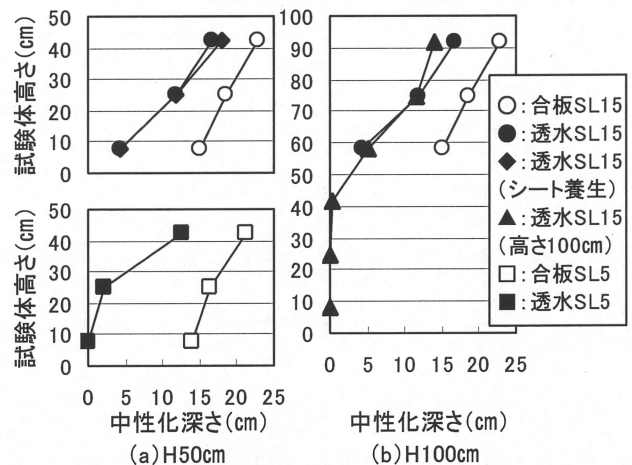 試験体高さ(cm)
50
40
30
20
10
0
試験体高さ(cm)
50
40
30
20
10
0
0 5 10 15 20 25
中性化深さ(cm)
(a)H50cm
100
90
80
70
60
50
40
30
20
10
0
0 5 10 15 20 25
中性化深さ(cm)
(b)H100cm
○:合板SL15
●:透水SL15
◆:透水SL15
(シート養生)
▲:透水SL15
(高さ100cm)
□:合板SL5
■:透水SL5